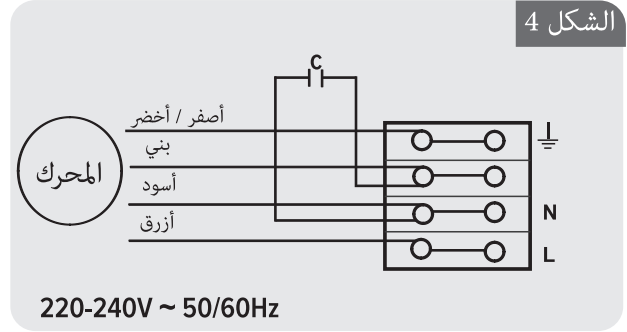 الشكل 4
C
أصفر / أخضر
بني
المحرك
أسود
N
أزرق
L
220-240V ~ 50/60Hz